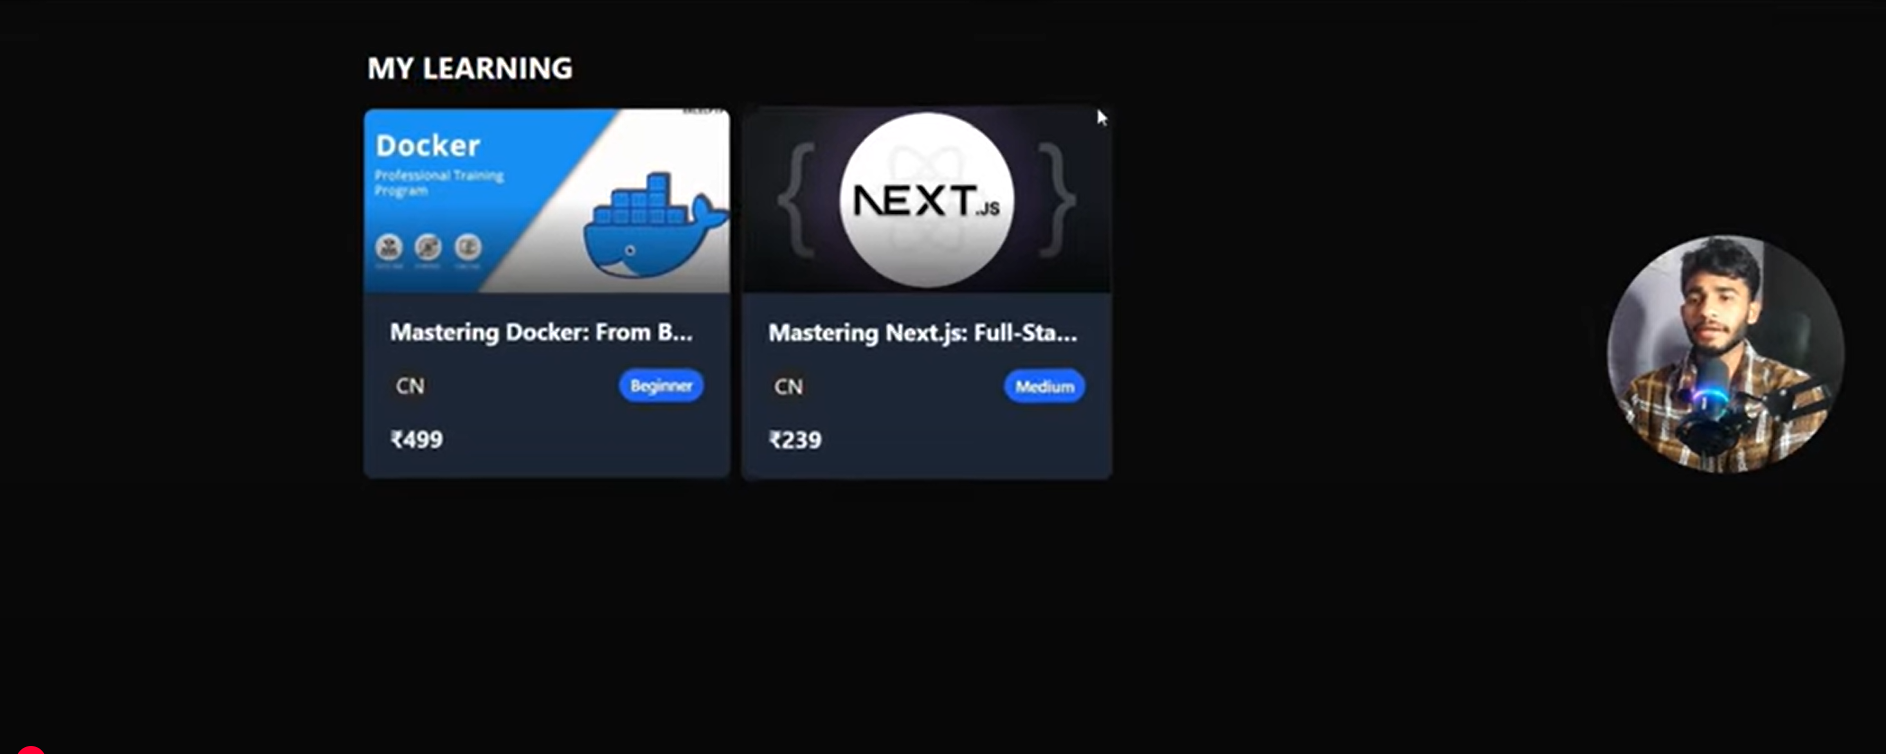 MY LEARNING
Docker
Professional Training
Program
NEXT.JS
Mastering Docker: From B...
CN
Beginner
₹499
Mastering Next.js: Full-Sta...
CN
Medium
₹239